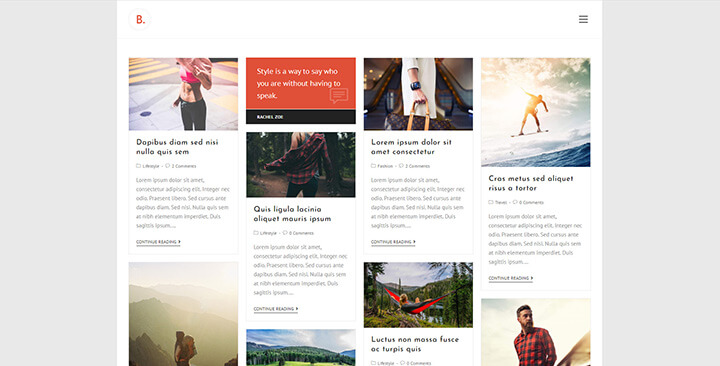 B.
Dapibus diam sed nisi
nulla quis sem
Lifestyle - 2 Comments
Lorem ipsum dolor sit amet,
consectetur adipiscing elit. Integer nec
odio. Praesent libero. Sed cursus ante
dapibus diam. Sed nisi. Nulla quis sem
at nibh elementum imperdiet. Duis
sagittis ipsum....
CONTINUE READING
Style is a way to say who
you are without having to
speak.
RACHEL ZOE
Quis ligula lacinia
aliquet mauris ipsum
Lifestyle - 0 Comments
Lorem ipsum dolor sit amet,
consectetur adipiscing elit. Integer nec
odio. Praesent libero. Sed cursus ante
dapibus diam. Sed nisi. Nulla quis sem
at nibh elementum imperdiet. Duis
sagittis ipsum....
CONTINUE READING
Lorem ipsum dolor sit
amet consectetur
Fashion - 2 Comments
Lorem ipsum dolor sit amet,
consectetur adipiscing elit. Integer nec
odio. Praesent libero. Sed cursus ante
dapibus diam. Sed nisi. Nulla quis sem
at nibh elementum imperdiet. Duis
sagittis ipsum....
CONTINUE READING
Luctus non massa fusce
ac turpis quis
Lifestyle - 0 Comments
Cras metus sed aliquet
risus a tortor
Travel - 0 Comments
Lorem ipsum dolor sit amet,
consectetur adipiscing elit. Integer nec
odio. Praesent libero. Sed cursus ante
dapibus diam. Sed nisi. Nulla quis sem
at nibh elementum imperdiet. Duis
sagittis ipsum....
CONTINUE READING